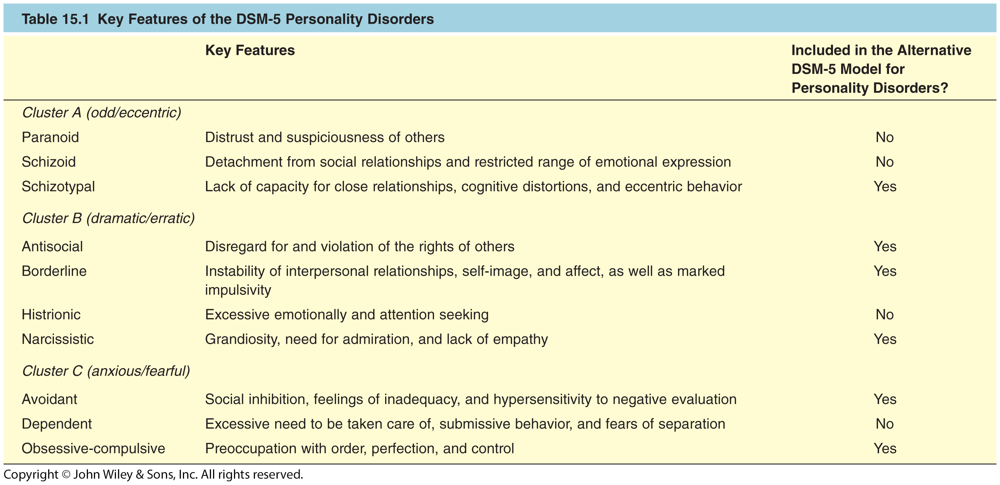 Table 15.1 Key Features of the DSM-5 Personality Disorders
Key Features
Included in the Alternative
DSM-5 Model for
Personality Disorders?
Cluster A (odd/eccentric)
Paranoid Distrust and suspiciousness of others No
Schizoid Detachment from social relationships and restricted range of emotional expression No
Schizotypal Lack of capacity for close relationships, cognitive distortions, and eccentric behavior Yes
Cluster B (dramatic/erratic)
Antisocial Disregard for and violation of the rights of others Yes
Borderline Instability of interpersonal relationships, self-image, and affect, as well as marked Yes
impulsivity
Histrionic Excessive emotionally and attention seeking No
Narcissistic Grandiosity, need for admiration, and lack of empathy Yes
Cluster C (anxious/fearful)
Avoidant Social inhibition, feelings of inadequacy, and hypersensitivity to negative evaluation Yes
Dependent Excessive need to be taken care of, submissive behavior, and fears of separation No
Obsessive-compulsive Preoccupation with order, perfection, and control Yes
Copyright © John Wiley & Sons, Inc. All rights reserved.